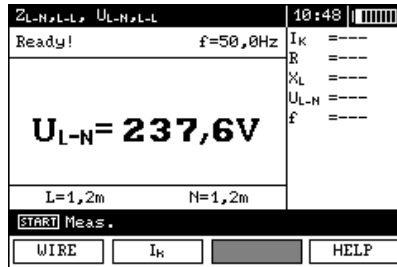 ZL-N,L-L, UL-N,L-L 10:48
Ready! f=50,0Hz
IK =---
R =---
XL =---
UL-N =---
f =---
UL-N= 237,6V
L=1,2m N=1,2m
START Meas.
WIRE IK HELP